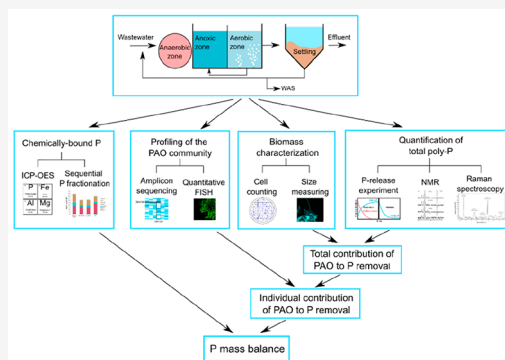 Wastewater
Anaerobic
zone
Anoxic
zone
Aerobic
zone
Settling
Effluent
WAS
Chemically-bound P
ICP-OES
P Fe
Al Mg
Sequential
P fractionation
Profiling of the
PAO community
Amplicon
sequencing
Quantitative
FISH
Biomass
characterization
Cell
counting
Size
measuring
Quantification of
total poly-P
P-release
experiment
NMR
Raman
spectroscopy
Total contribution of
PAO to P removal
Individual contribution
of PAO to P removal
P mass balance